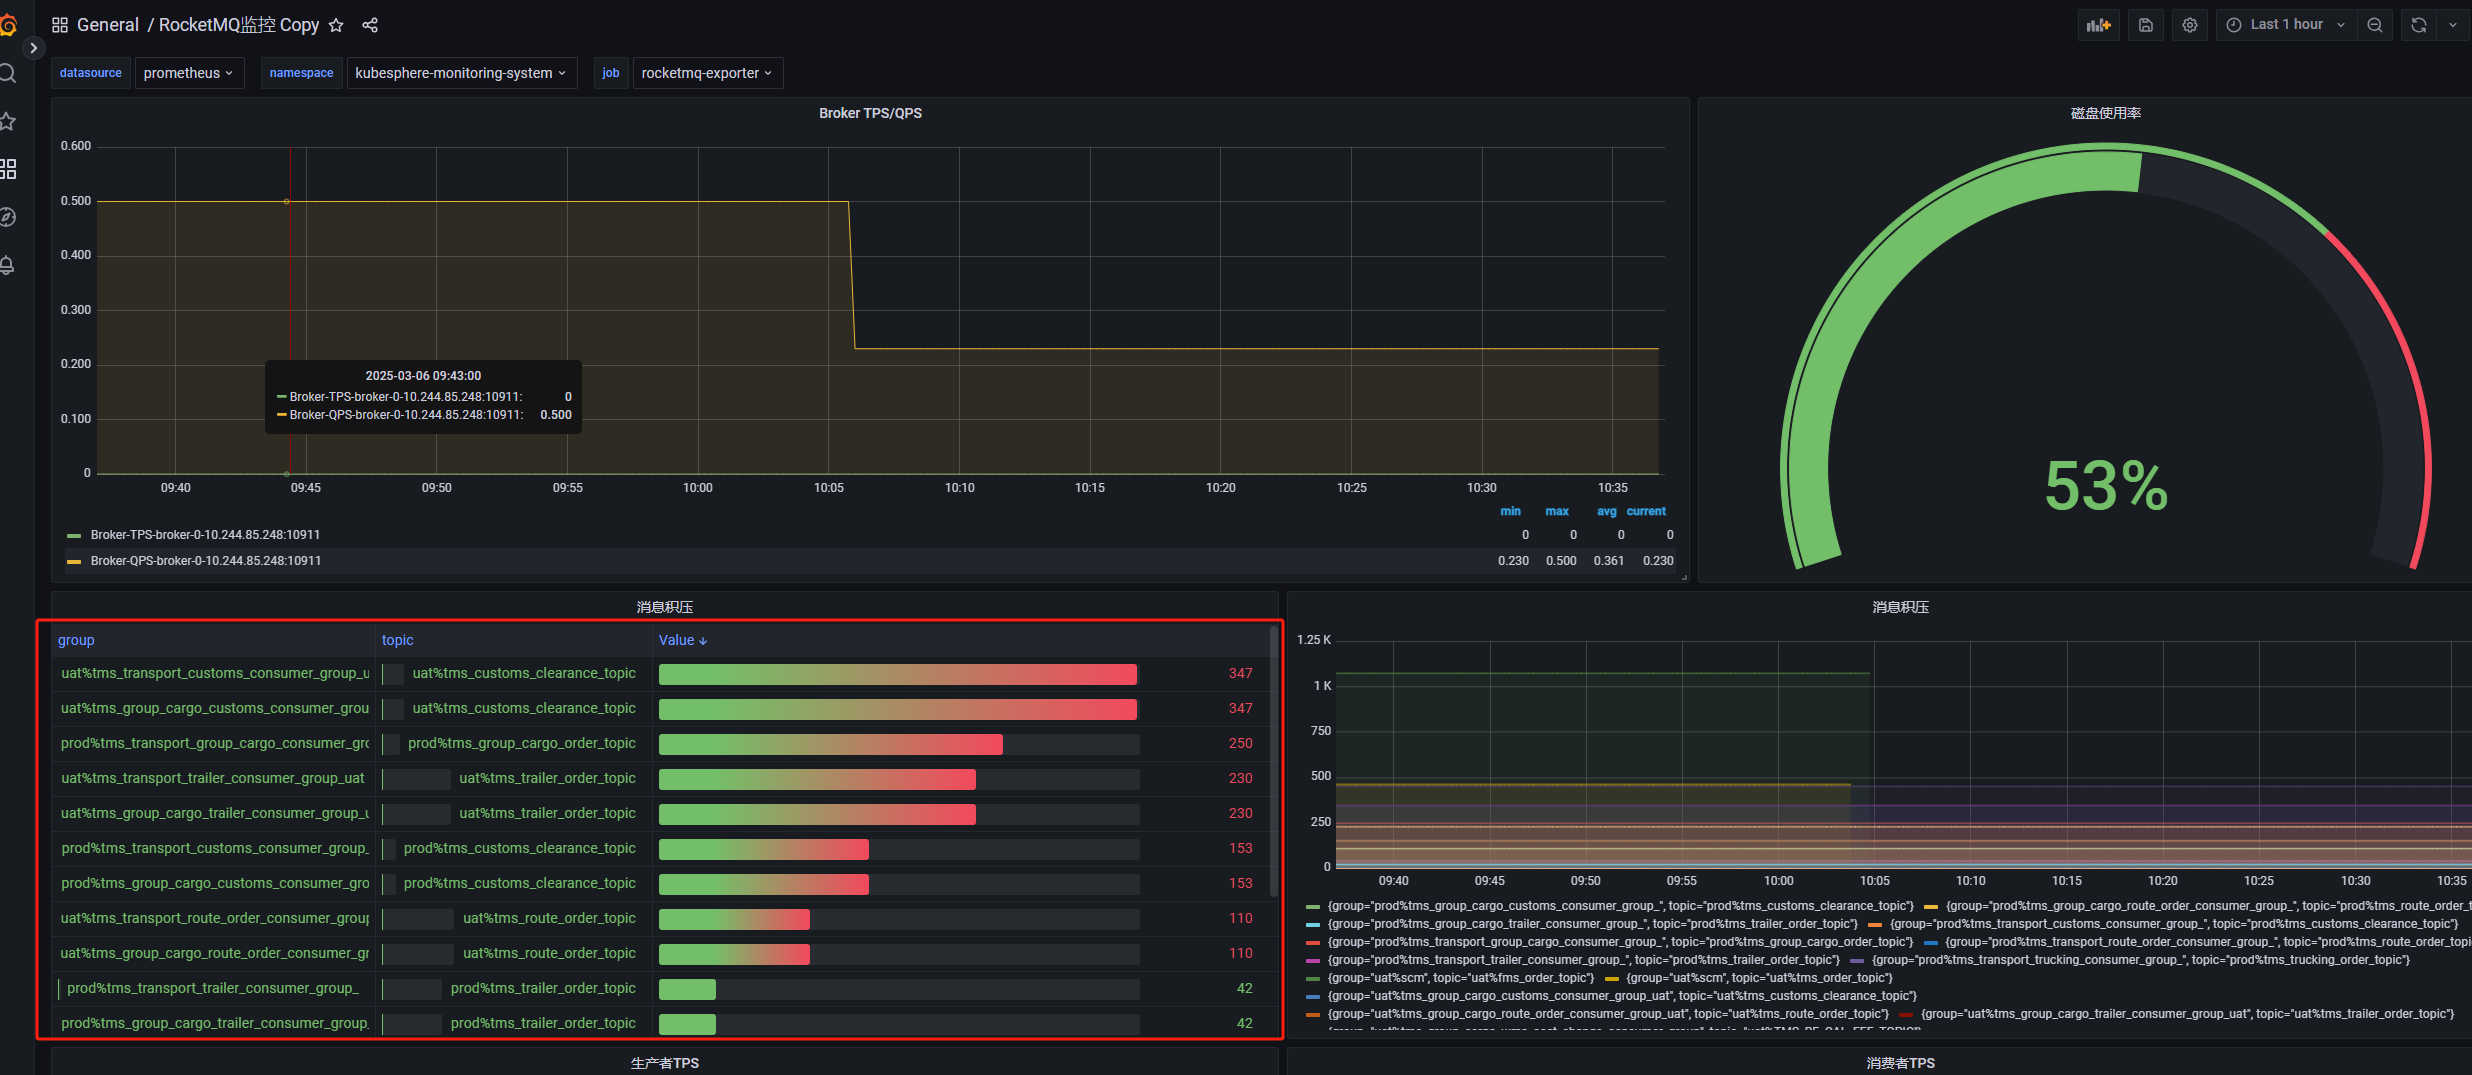 General / RocketMQ监控 Copy
Last 1 hour
datasource prometheus namespace kubesphere-monitoring-system job rocketmq-exporter
Broker TPS/QPS
0.600
0.500
0.400
0.300
0.200
0.100
0
2025-03-06 09:43:00
Broker-TPS-broker-0-10.244.85.248:10911: 0
Broker-QPS-broker-0-10.244.85.248:10911: 0.500
09:40 09:45 09:50 09:55 10:00 10:05 10:10 10:15 10:20 10:25 10:30 10:35
min max avg current
Broker-TPS-broker-0-10.244.85.248:10911 0 0 0 0
Broker-QPS-broker-0-10.244.85.248:10911 0.230 0.500 0.361 0.230
磁盘使用率
53%
消息积压
group topic Value
uat%tms_transport_customs_consumer_group_u uat%tms_customs_clearance_topic 347
uat%tms_group_cargo_customs_consumer_grou uat%tms_customs_clearance_topic 347
prod%tms_transport_group_cargo_consumer_grc prod%tms_group_cargo_order_topic 250
uat%tms_transport_trailer_consumer_group_uat uat%tms_trailer_order_topic 230
uat%tms_group_cargo_trailer_consumer_group_u uat%tms_trailer_order_topic 230
prod%tms_transport_customs_consumer_group_ prod%tms_customs_clearance_topic 153
prod%tms_group_cargo_customs_consumer_gro prod%tms_customs_clearance_topic 153
uat%tms_transport_route_order_consumer_group uat%tms_route_order_topic 110
uat%tms_group_cargo_route_order_consumer_gr uat%tms_route_order_topic 110
prod%tms_transport_trailer_consumer_group_ prod%tms_trailer_order_topic 42
prod%tms_group_cargo_trailer_consumer_group_ prod%tms_trailer_order_topic 42
消息积压
1.25 K
1 K
750
500
250
0
09:40 09:45 09:50 09:55 10:00 10:05 10:10 10:15 10:20 10:25 10:30 10:35
{group="prod%tms_group_cargo_customs_consumer_group_", topic="prod%tms_customs_clearance_topic"} {group="prod%tms_group_cargo_route_order_consumer_group_", topic="prod%tms_route_order_t
{group="prod%tms_group_cargo_trailer_consumer_group_", topic="prod%tms_trailer_order_topic"} {group="prod%tms_transport_customs_consumer_group_", topic="prod%tms_customs_clearance_topic"}
{group="prod%tms_transport_group_cargo_consumer_group_", topic="prod%tms_group_cargo_order_topic"} {group="prod%tms_transport_route_order_consumer_group_", topic="prod%tms_route_order_topic
{group="prod%tms_transport_trailer_consumer_group_", topic="prod%tms_trailer_order_topic"} {group="prod%tms_transport_trucking_consumer_group_", topic="prod%tms_trucking_order_topic"}
{group="uat%scm", topic="uat%fms_order_topic"} {group="uat%scm", topic="uat%tms_order_topic"}
{group="uat%tms_group_cargo_customs_consumer_group_uat", topic="uat%tms_customs_clearance_topic"}
{group="uat%tms_group_cargo_route_order_consumer_group_uat", topic="uat%tms_route_order_topic"} {group="uat%tms_group_cargo_trailer_consumer_group_uat", topic="uat%tms_trailer_order_topic"}
生产者TPS
消费者TPS